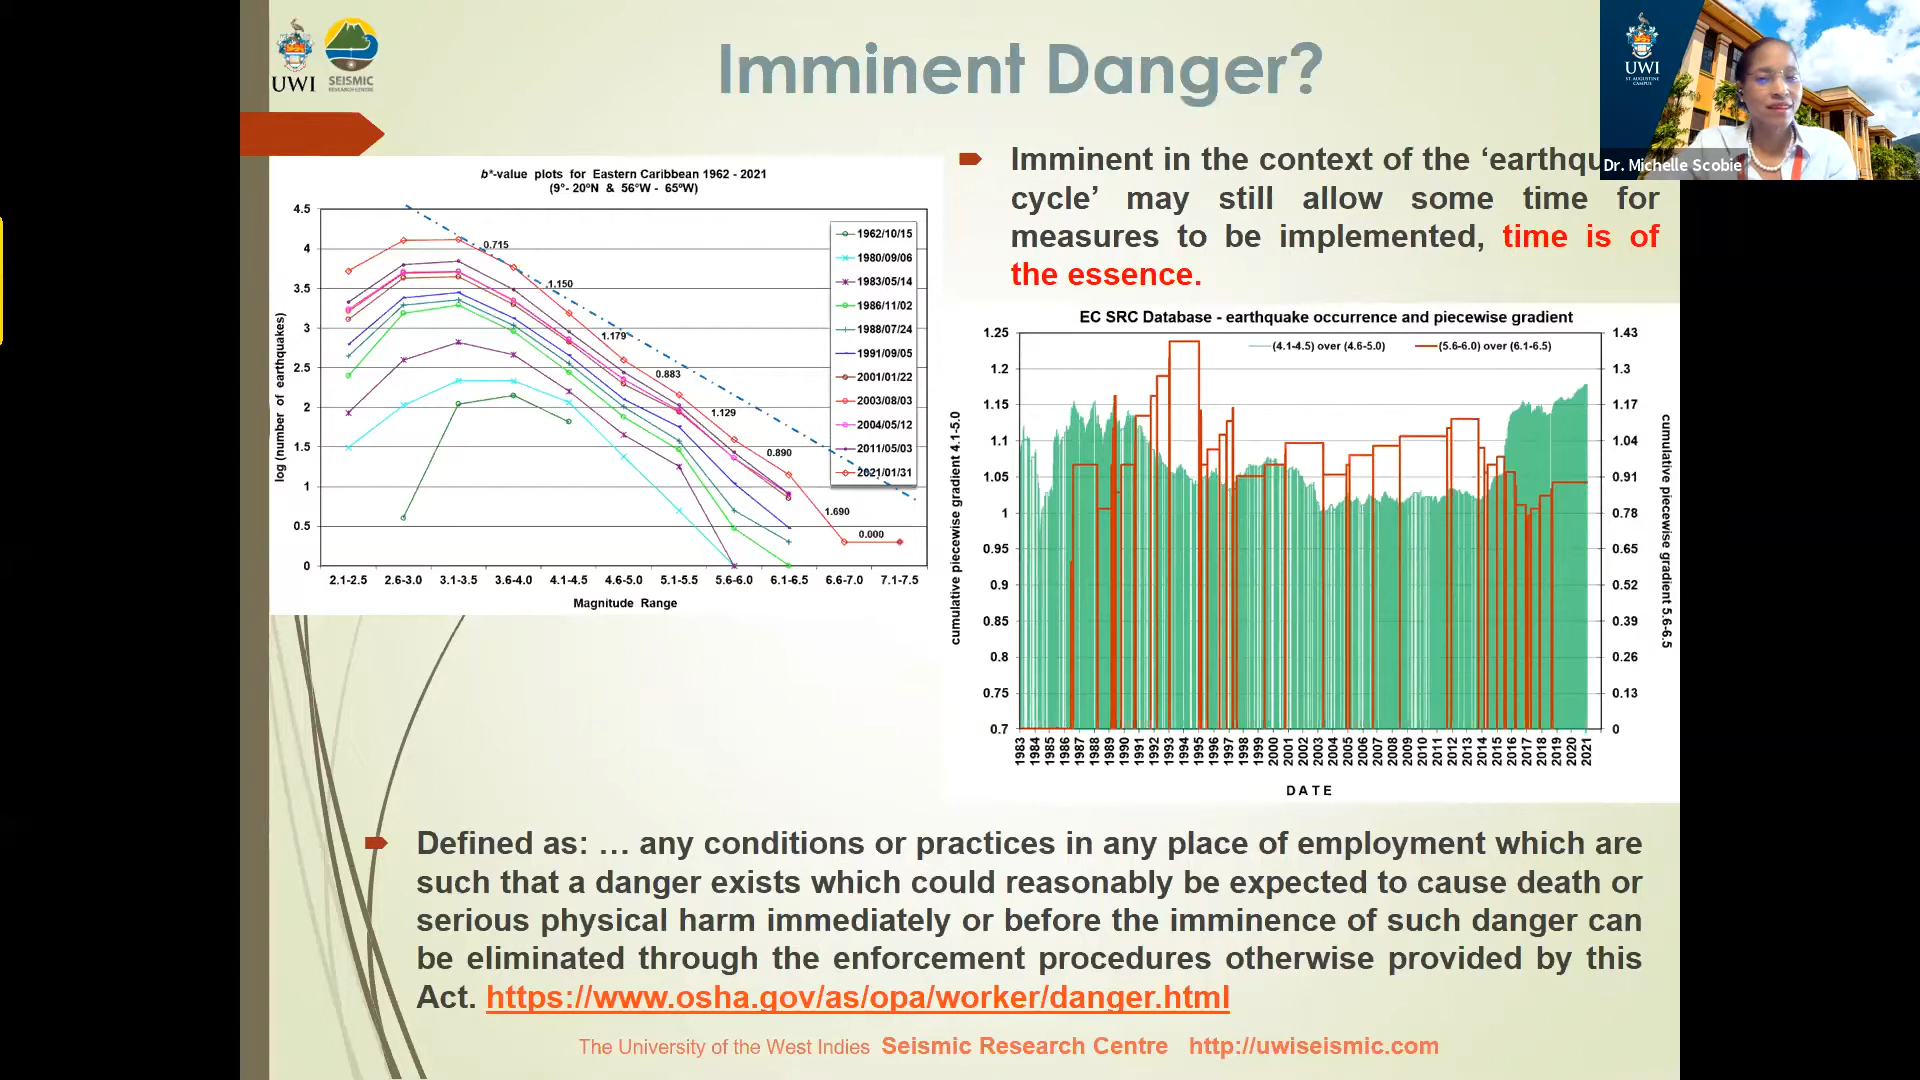 UWI
SEISMIC
RESEARCH CENTRE
Imminent Danger?
UWI
ST. AUGUSTINE
CAMPUS
Dr. Michelle Scobie
b*-value plots for Eastern Caribbean 1962 - 2021
(9°- 20°N & 56°W - 65°W)
log (number of earthquakes)
4.5
4
3.5
3
2.5
2
1.5
1
0.5
0
0.715
1.150
1.179
0.883
1.129
0.890
1.690
0.000
1962/10/15
1980/09/06
1983/05/14
1986/11/02
1988/07/24
1991/09/05
2001/01/22
2003/08/03
2004/05/12
2011/05/03
2021/01/31
2.1-2.5 2.6-3.0 3.1-3.5 3.6-4.0 4.1-4.5 4.6-5.0 5.1-5.5 5.6-6.0 6.1-6.5 6.6-7.0 7.1-7.5
Magnitude Range
Imminent in the context of the ‘earthqu
cycle’ may still allow some time for
measures to be implemented, time is of
the essence.
EC SRC Database - earthquake occurrence and piecewise gradient
(4.1-4.5) over (4.6-5.0) (5.6-6.0) over (6.1-6.5)
cumulative piecewise gradient 4.1-5.0
1.25
1.2
1.15
1.1
1.05
1
0.95
0.9
0.85
0.8
0.75
0.7
1.43
1.3
1.17
1.04
0.91
0.78
0.65
0.52
0.39
0.26
0.13
0
cumulative piecewise gradient 5.6-6.5
1983 1984 1985 1986 1987 1988 1989 1990 1991 1992 1993 1994 1995 1996 1997 1998 1999 2000 2001 2002 2003 2004 2005 2006 2007 2008 2009 2010 2011 2012 2013 2014 2015 2016 2017 2018 2019 2020 2021
DATE
Defined as: … any conditions or practices in any place of employment which are
such that a danger exists which could reasonably be expected to cause death or
serious physical harm immediately or before the imminence of such danger can
be eliminated through the enforcement procedures otherwise provided by this
Act. https://www.osha.gov/as/opa/worker/danger.html
The University of the West Indies Seismic Research Centre http://uwiseismic.com